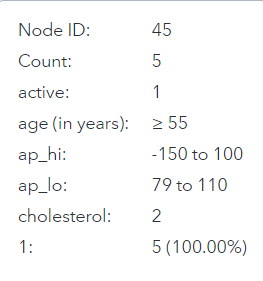 Node ID: 45
Count: 5
active: 1
age (in years): ≥ 55
ap_hi: -150 to 100
ap_lo: 79 to 110
cholesterol: 2
1: 5 (100.00%)